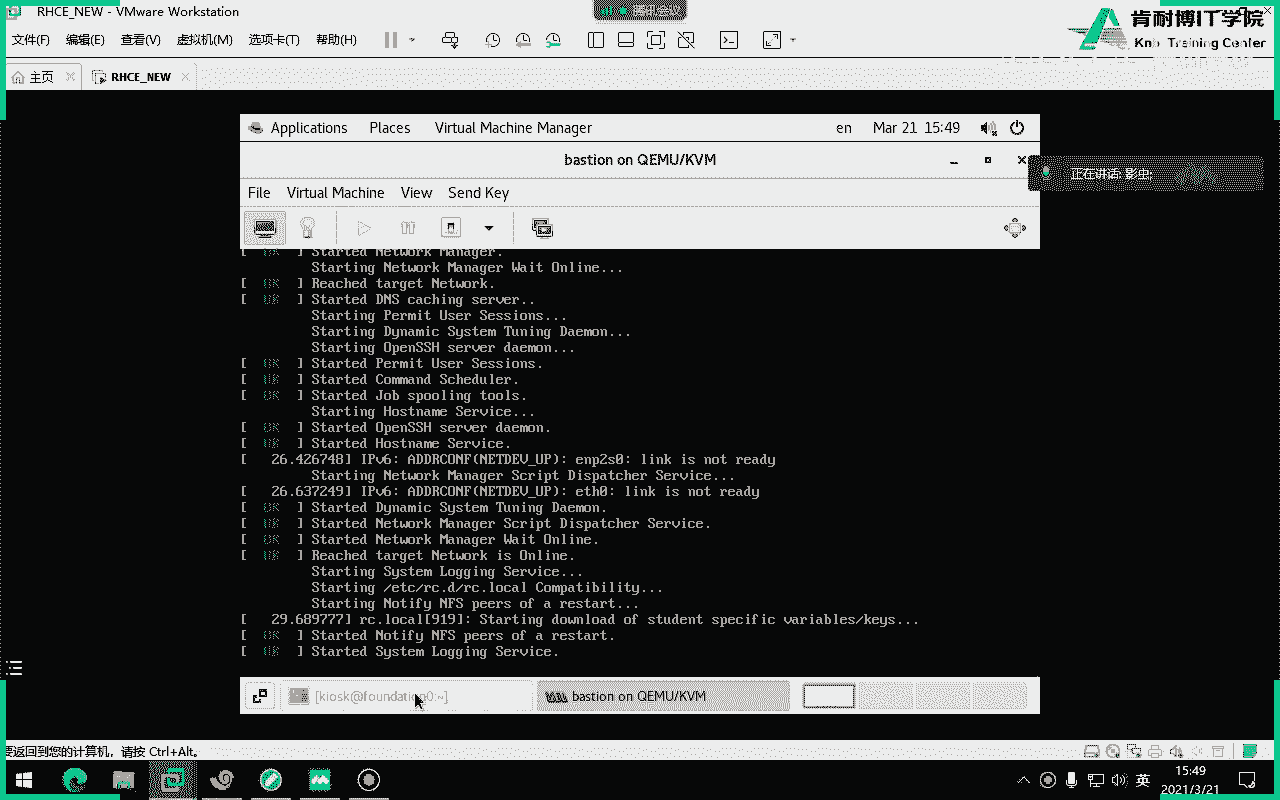 RHCE_NEW - VMware Workstation
肯耐博IT学院
Knb Training Center
文件(F) 编辑(E) 查看(V) 虚拟机(M) 选项卡(T) 帮助(H)
主页 RHCE_NEW
Applications Places Virtual Machine Manager en Mar 21 15:49
bastion on QEMU/KVM
正在讲话: 影虫;
File Virtual Machine View Send Key
[ OK ] Started Network Manager.
Starting Network Manager Wait Online...
[ OK ] Reached target Network.
[ OK ] Started DNS caching server..
Starting Permit User Sessions...
Starting Dynamic System Tuning Daemon...
Starting OpenSSH server daemon...
[ OK ] Started Permit User Sessions.
[ OK ] Started Command Scheduler.
[ OK ] Started Job spooling tools.
Starting Hostname Service...
[ OK ] Started OpenSSH server daemon.
[ OK ] Started Hostname Service.
[ 26.426748] IPv6: ADDRCONF(NETDEV_UP): enp2s0: link is not ready
Starting Network Manager Script Dispatcher Service...
[ 26.637249] IPv6: ADDRCONF(NETDEV_UP): eth0: link is not ready
[ OK ] Started Dynamic System Tuning Daemon.
[ OK ] Started Network Manager Script Dispatcher Service.
[ OK ] Started Network Manager Wait Online.
[ OK ] Reached target Network is Online.
Starting System Logging Service...
Starting /etc/rc.d/rc.local Compatibility...
Starting Notify NFS peers of a restart...
[ 29.689777] rc.local[919]: Starting download of student specific variables/keys...
[ OK ] Started Notify NFS peers of a restart.
[ OK ] Started System Logging Service.
[kiosk@foundation0:~] bastion on QEMU/KVM
要返回到您的计算机，请按 Ctrl+Alt。
英 15:49
2021/3/21